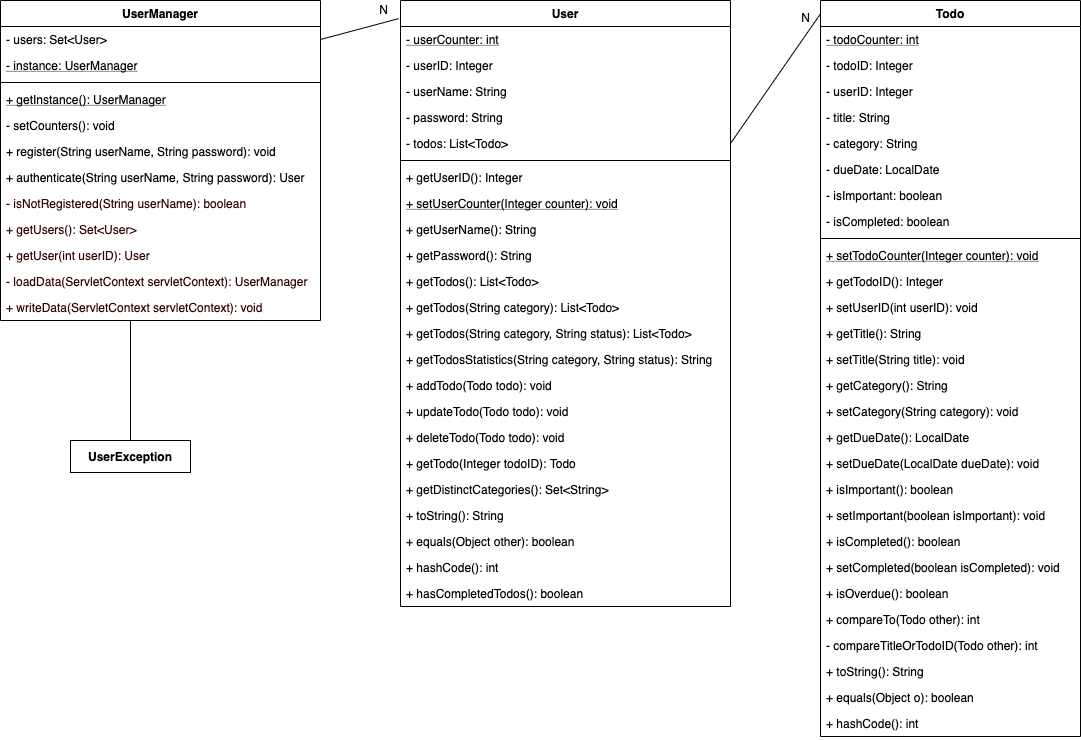 UserManager
- users: Set<User>
- instance: UserManager
+ getInstance(): UserManager
- setCounters(): void
+ register(String userName, String password): void
+ authenticate(String userName, String password): User
- isNotRegistered(String userName): boolean
+ getUsers(): Set<User>
+ getUser(int userID): User
- loadData(ServletContext servletContext): UserManager
+ writeData(ServletContext servletContext): void
UserException
N
User
- userCounter: int
- userID: Integer
- userName: String
- password: String
- todos: List<Todo>
+ getUserID(): Integer
+ setUserCounter(Integer counter): void
+ getUserName(): String
+ getPassword(): String
+ getTodos(): List<Todo>
+ getTodos(String category): List<Todo>
+ getTodos(String category, String status): List<Todo>
+ getTodosStatistics(String category, String status): String
+ addTodo(Todo todo): void
+ updateTodo(Todo todo): void
+ deleteTodo(Todo todo): void
+ getTodo(Integer todoID): Todo
+ getDistinctCategories(): Set<String>
+ toString(): String
+ equals(Object other): boolean
+ hashCode(): int
+ hasCompletedTodos(): boolean
N
Todo
- todoCounter: int
- todoID: Integer
- userID: Integer
- title: String
- category: String
- dueDate: LocalDate
- isImportant: boolean
- isCompleted: boolean
+ setTodoCounter(Integer counter): void
+ getTodoID(): Integer
+ setUserID(int userID): void
+ getTitle(): String
+ setTitle(String title): void
+ getCategory(): String
+ setCategory(String category): void
+ getDueDate(): LocalDate
+ setDueDate(LocalDate dueDate): void
+ isImportant(): boolean
+ setImportant(boolean isImportant): void
+ isCompleted(): boolean
+ setCompleted(boolean isCompleted): void
+ isOverdue(): boolean
+ compareTo(Todo other): int
- compareTitleOrTodoID(Todo other): int
+ toString(): String
+ equals(Object o): boolean
+ hashCode(): int